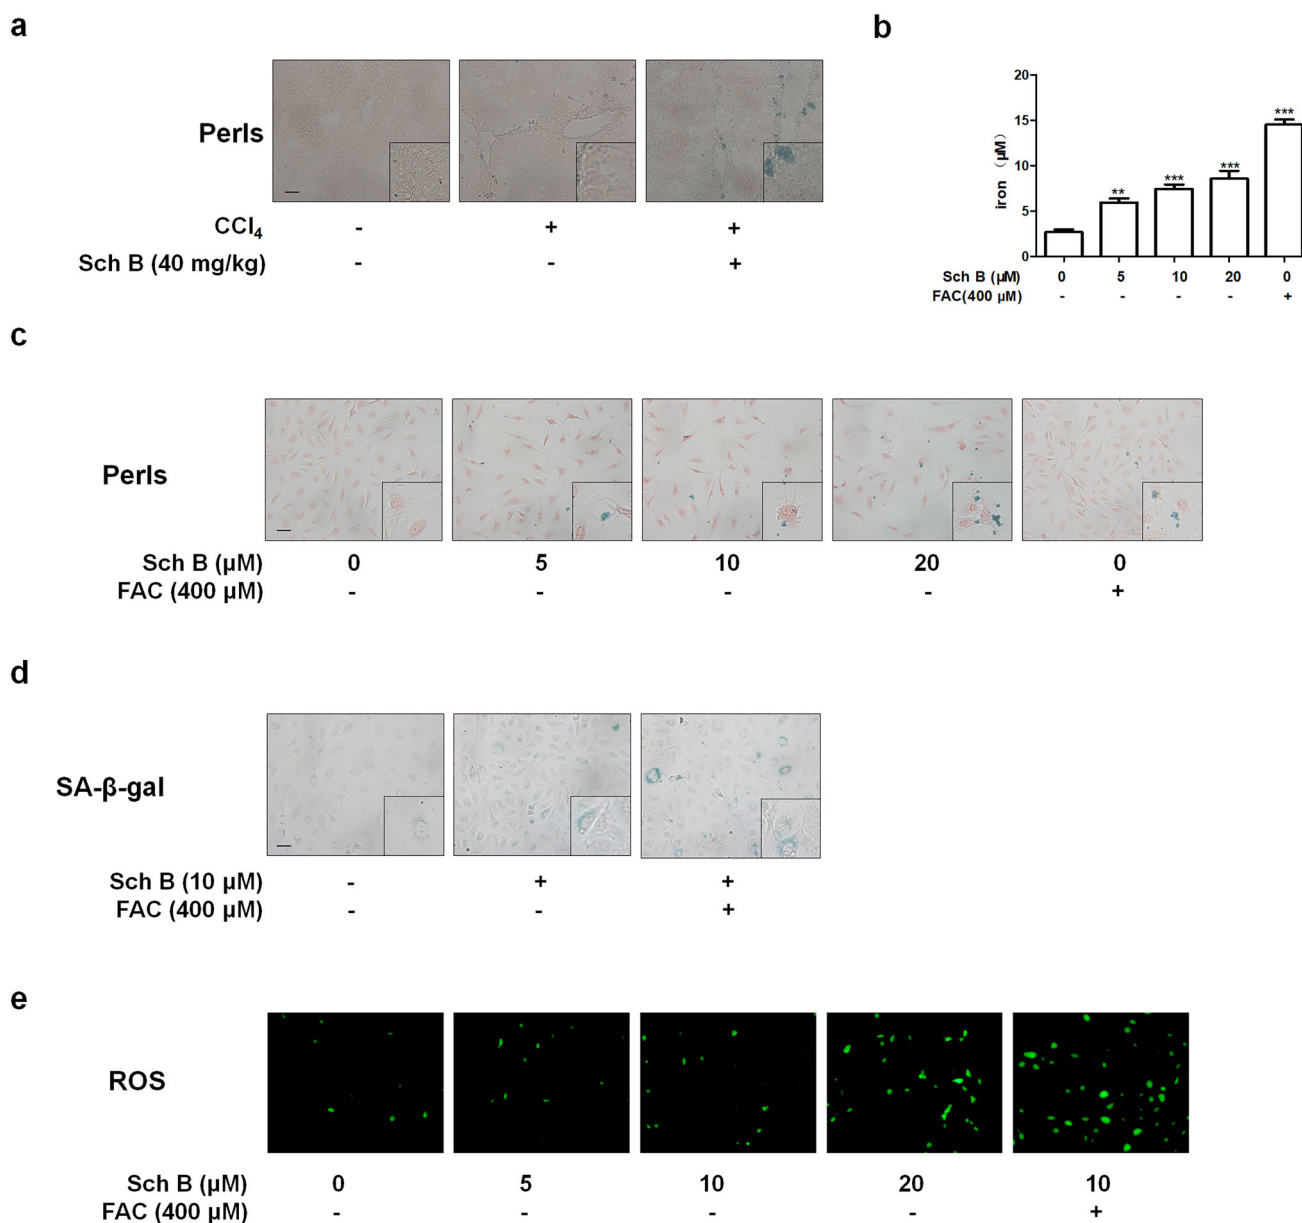 a
Perls
CCl₄ - + +
Sch B (40 mg/kg) - - +
b
20
15
10
5
0
iron (μM)
** *** *** ***
Sch B (μM) 0 5 10 20 0
FAC(400 μM) - - - - +
c
Perls
Sch B (μM) 0 5 10 20 0
FAC (400 μM) - - - - +
d
SA-β-gal
Sch B (10 μM) - + +
FAC (400 μM) - - +
e
ROS
Sch B (μM) 0 5 10 20 10
FAC (400 μM) - - - - +